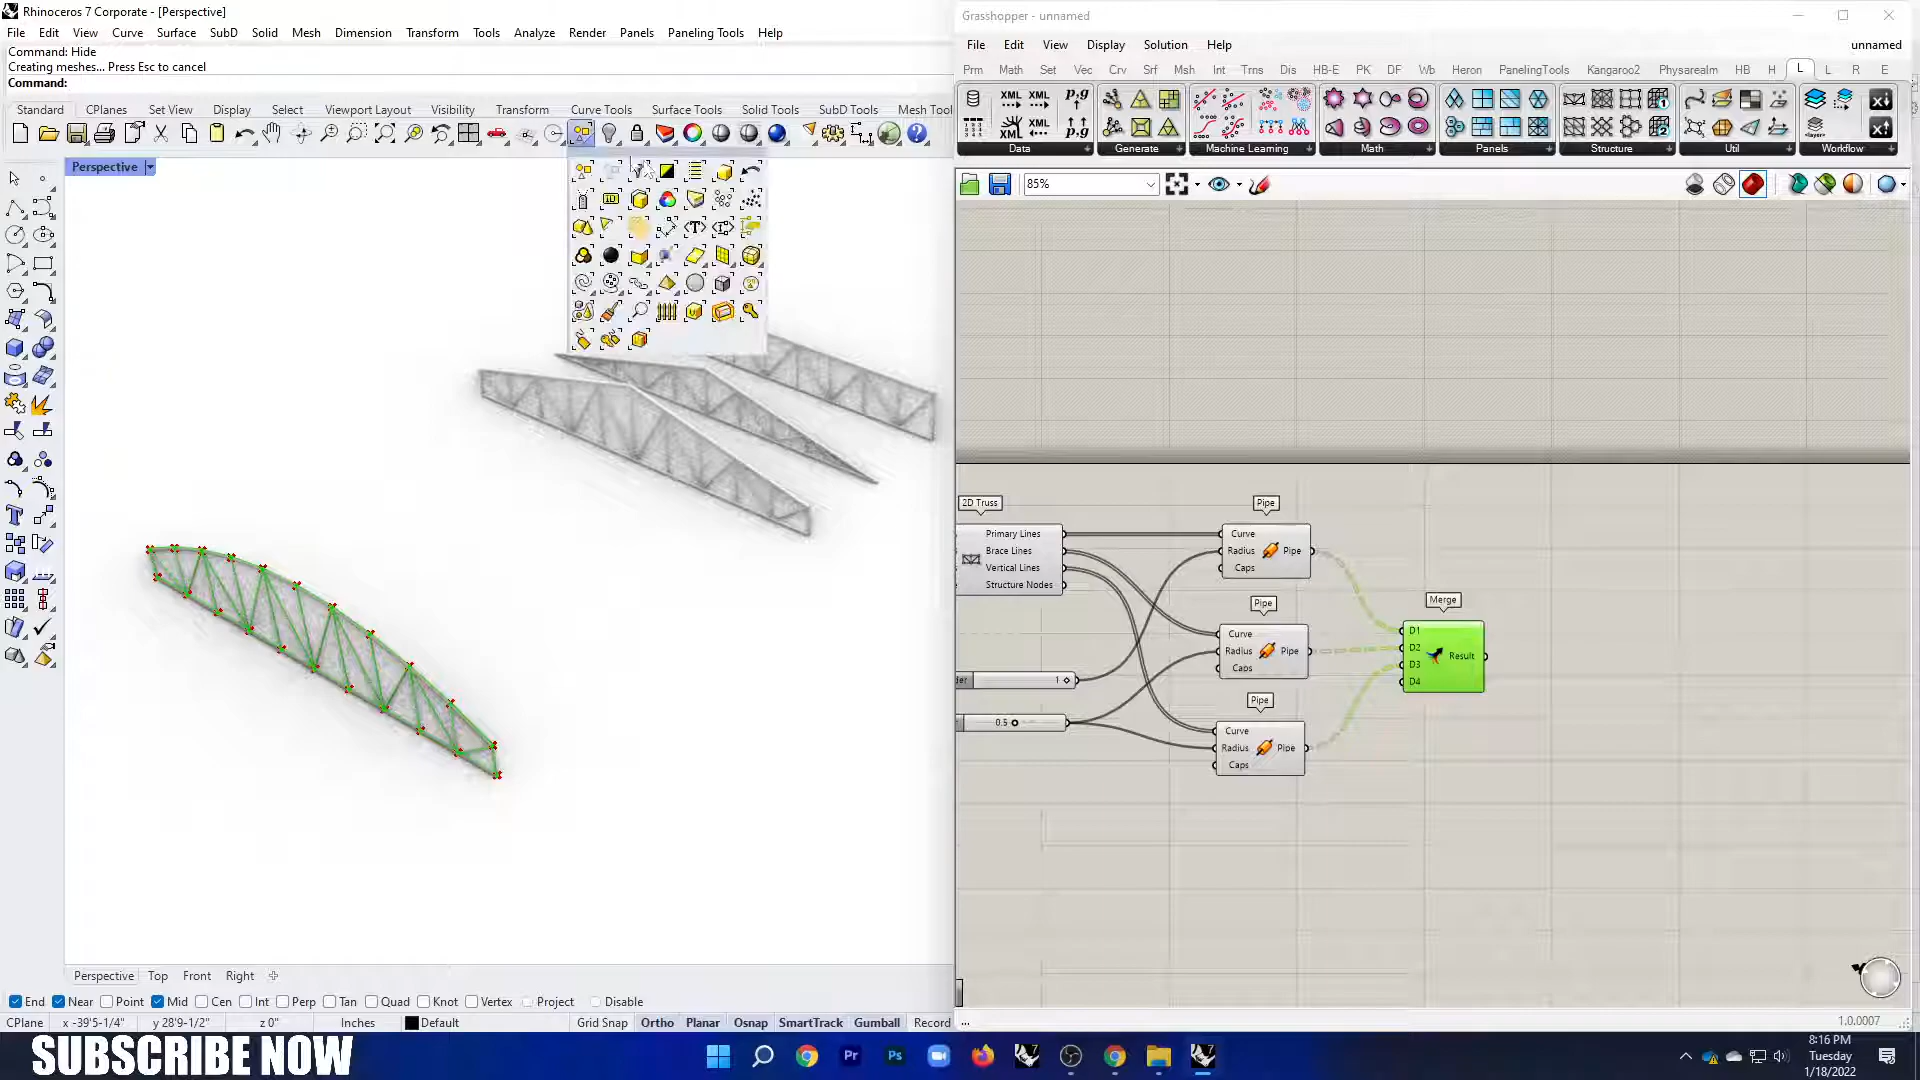 Rhinoceros 7 Corporate - [Perspective]
File Edit View Curve Surface SubD Solid Mesh Dimension Transform Tools Analyze Render Panels Paneling Tools Help
Command: Hide
Creating meshes... Press Esc to cancel
Command:
Standard CPlanes Set View Display Select Viewport Layout Visibility Transform Curve Tools Surface Tools Solid Tools SubD Tools Mesh Tool
Perspective
Grasshopper - unnamed
File Edit View Display Solution Help unnamed
Prm Math Set Vec Crv Srf Msh Int Trns Dis HB-E PK DF Wb Heron PanelingTools Kangaroo2 Physarealm HB H L L R E
Data Generate Machine Learning Math Panels Structure Util Workflow
85%
2D Truss
Primary Lines
Brace Lines
Vertical Lines
Structure Nodes
Pipe
Curve
Radius Pipe
Caps
Pipe
Curve
Radius Pipe
Caps
Pipe
Curve
Radius Pipe
Caps
Merge
D1
D2
D3
D4
Result
der 1
0.5
Perspective Top Front Right
End Near Point Mid Cen Int Perp Tan Quad Knot Vertex Project Disable
CPlane x -39'5-1/4" y 28'9-1/2" z 0" Inches Default Grid Snap Ortho Planar Osnap SmartTrack Gumball Record
...
1.0.0007
SUBSCRIBE NOW
8:16 PM
Tuesday
1/18/2022